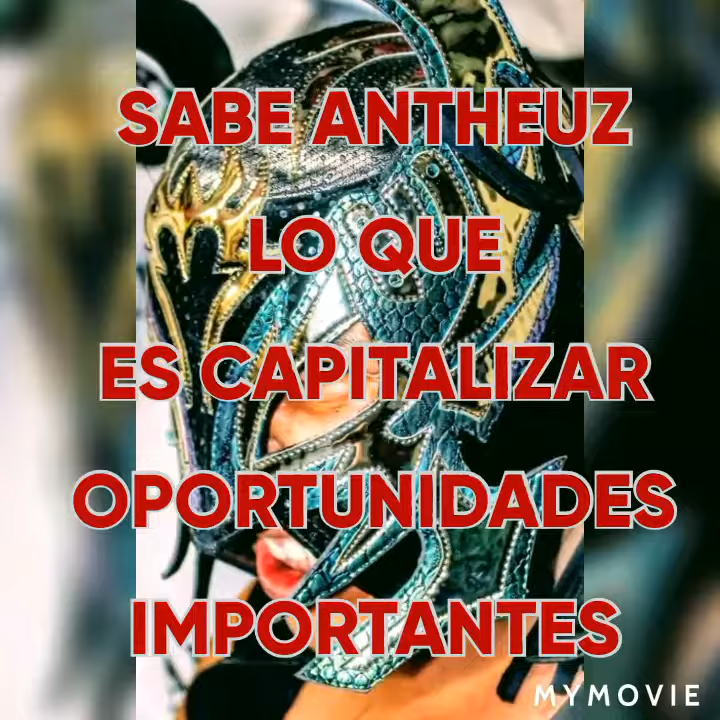 SABE ANTHEUZ
LO QUE
ES CAPITALIZAR
OPORTUNIDADES
IMPORTANTES
MYMOVIE